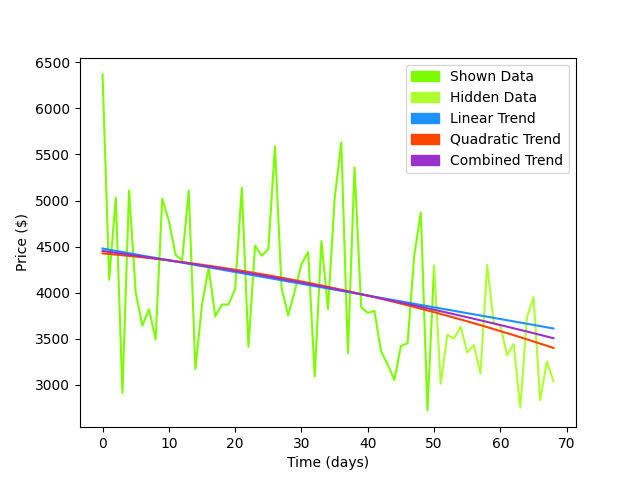 Price ($)
6500
6000
5500
5000
4500
4000
3500
3000
Shown Data
Hidden Data
Linear Trend
Quadratic Trend
Combined Trend
0 10 20 30 40 50 60 70
Time (days)